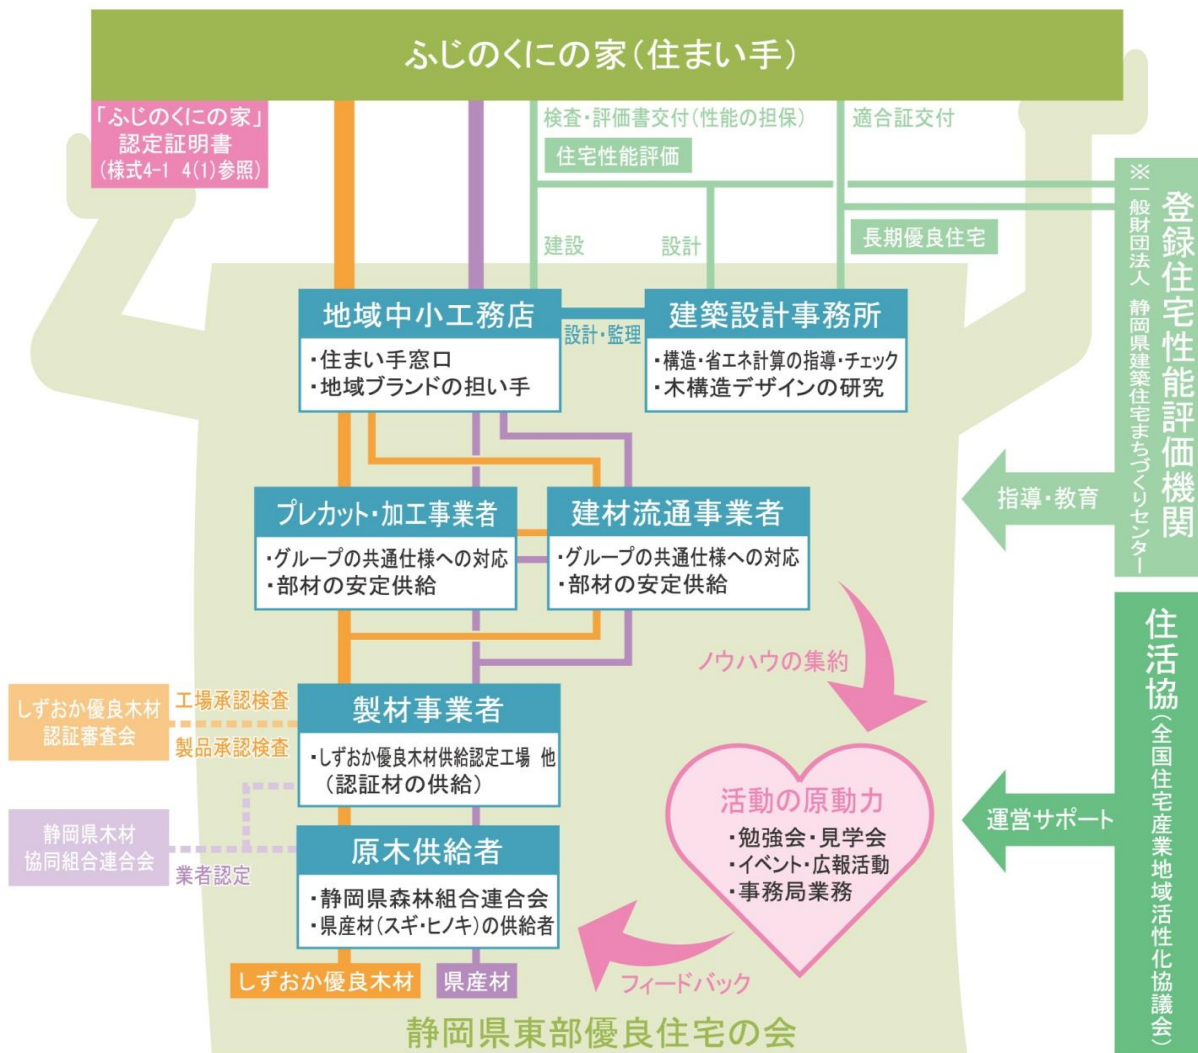 ふじのくにの家(住まい手)
「ふじのくにの家」
認定証明書
(様式4-1 4(1)参照)
検査・評価書交付(性能の担保)
適合証交付
住宅性能評価
長期優良住宅
建設
設計
登録住宅性能評価機関
※一般財団法人 静岡県建築住宅まちづくりセンター
地域中小工務店
・住まい手窓口
・地域ブランドの担い手
設計・監理
建築設計事務所
・構造・省エネ計算の指導・チェック
・木構造デザインの研究
指導・教育
プレカット・加工事業者
・グループの共通仕様への対応
・部材の安定供給
建材流通事業者
・グループの共通仕様への対応
・部材の安定供給
ノウハウの集約
住活協(全国住宅産業地域活性化協議会)
しずおか優良木材
認証審査会
工場承認検査
製品承認検査
製材事業者
・しずおか優良木材供給認定工場 他
(認証材の供給)
活動の原動力
・勉強会・見学会
・イベント・広報活動
・事務局業務
運営サポート
静岡県木材
協同組合連合会
業者認定
原木供給者
・静岡県森林組合連合会
・県産材(スギ・ヒノキ)の供給者
しずおか優良木材
県産材
フィードバック
静岡県東部優良住宅の会